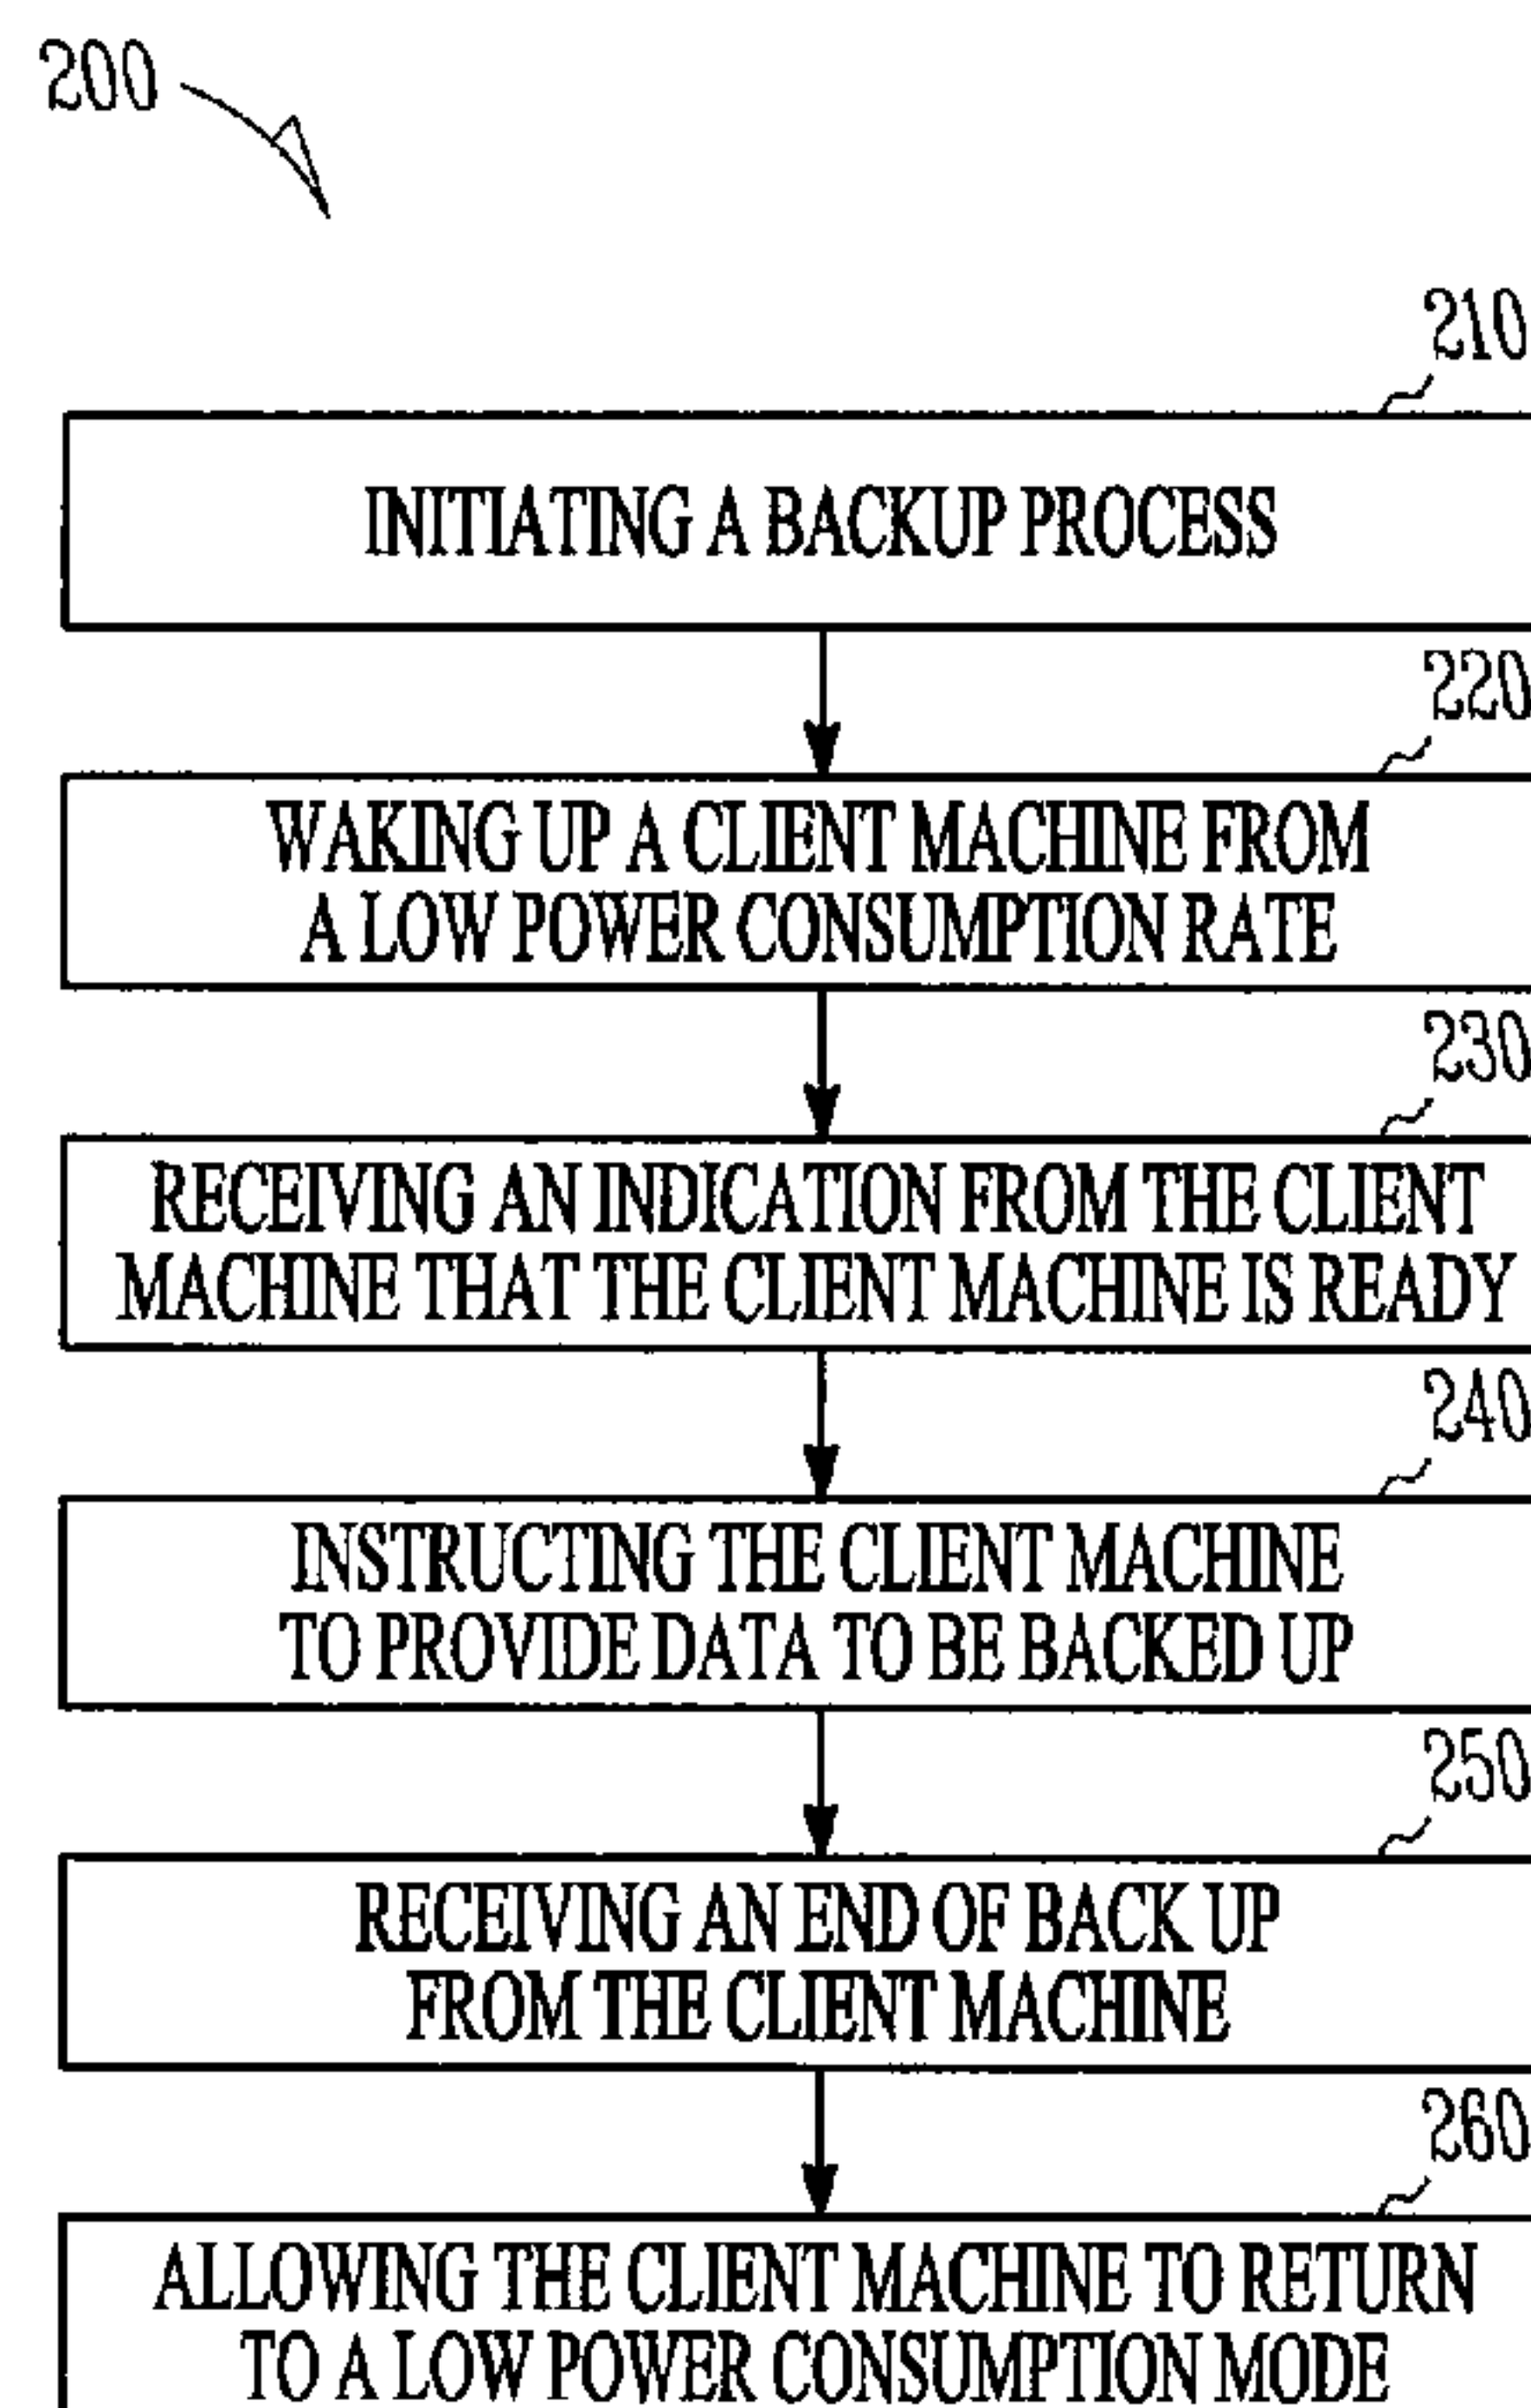 200
210
INITIATING A BACKUP PROCESS
220
WAKING UP A CLIENT MACHINE FROM
A LOW POWER CONSUMPTION RATE
230
RECEIVING AN INDICATION FROM THE CLIENT
MACHINE THAT THE CLIENT MACHINE IS READY
240
INSTRUCTING THE CLIENT MACHINE
TO PROVIDE DATA TO BE BACKED UP
250
RECEIVING AN END OF BACK UP
FROM THE CLIENT MACHINE
260
ALLOWING THE CLIENT MACHINE TO RETURN
TO A LOW POWER CONSUMPTION MODE